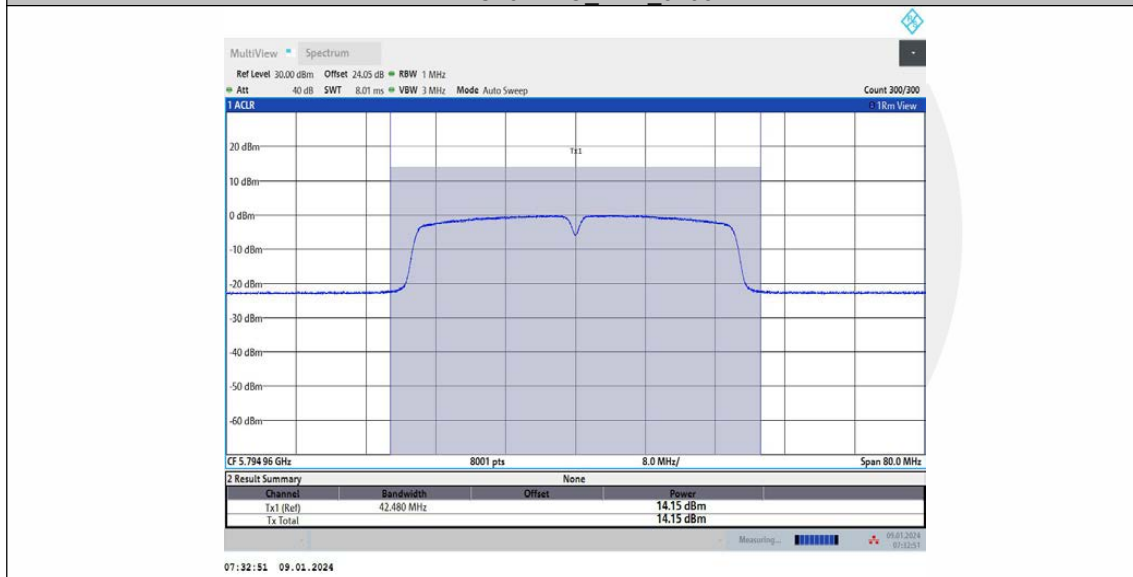 MultiView Spectrum
Ref Level 30.00 dBm Offset 24.05 dB RBW 1 MHz
Att 40 dB SWT 8.01 ms VBW 3 MHz Mode Auto Sweep Count 300/300
1 ACLR 1Rm View
20 dBm
Tx1
10 dBm
0 dBm
-10 dBm
-20 dBm
-30 dBm
-40 dBm
-50 dBm
-60 dBm
CF 5.794 96 GHz 8001 pts 8.0 MHz/ Span 80.0 MHz
2 Result Summary None
Channel Bandwidth Offset Power
Tx1 (Ref) 42.480 MHz 14.15 dBm
Tx Total 14.15 dBm
Measuring... 09.01.2024
07:32:51
07:32:51 09.01.2024